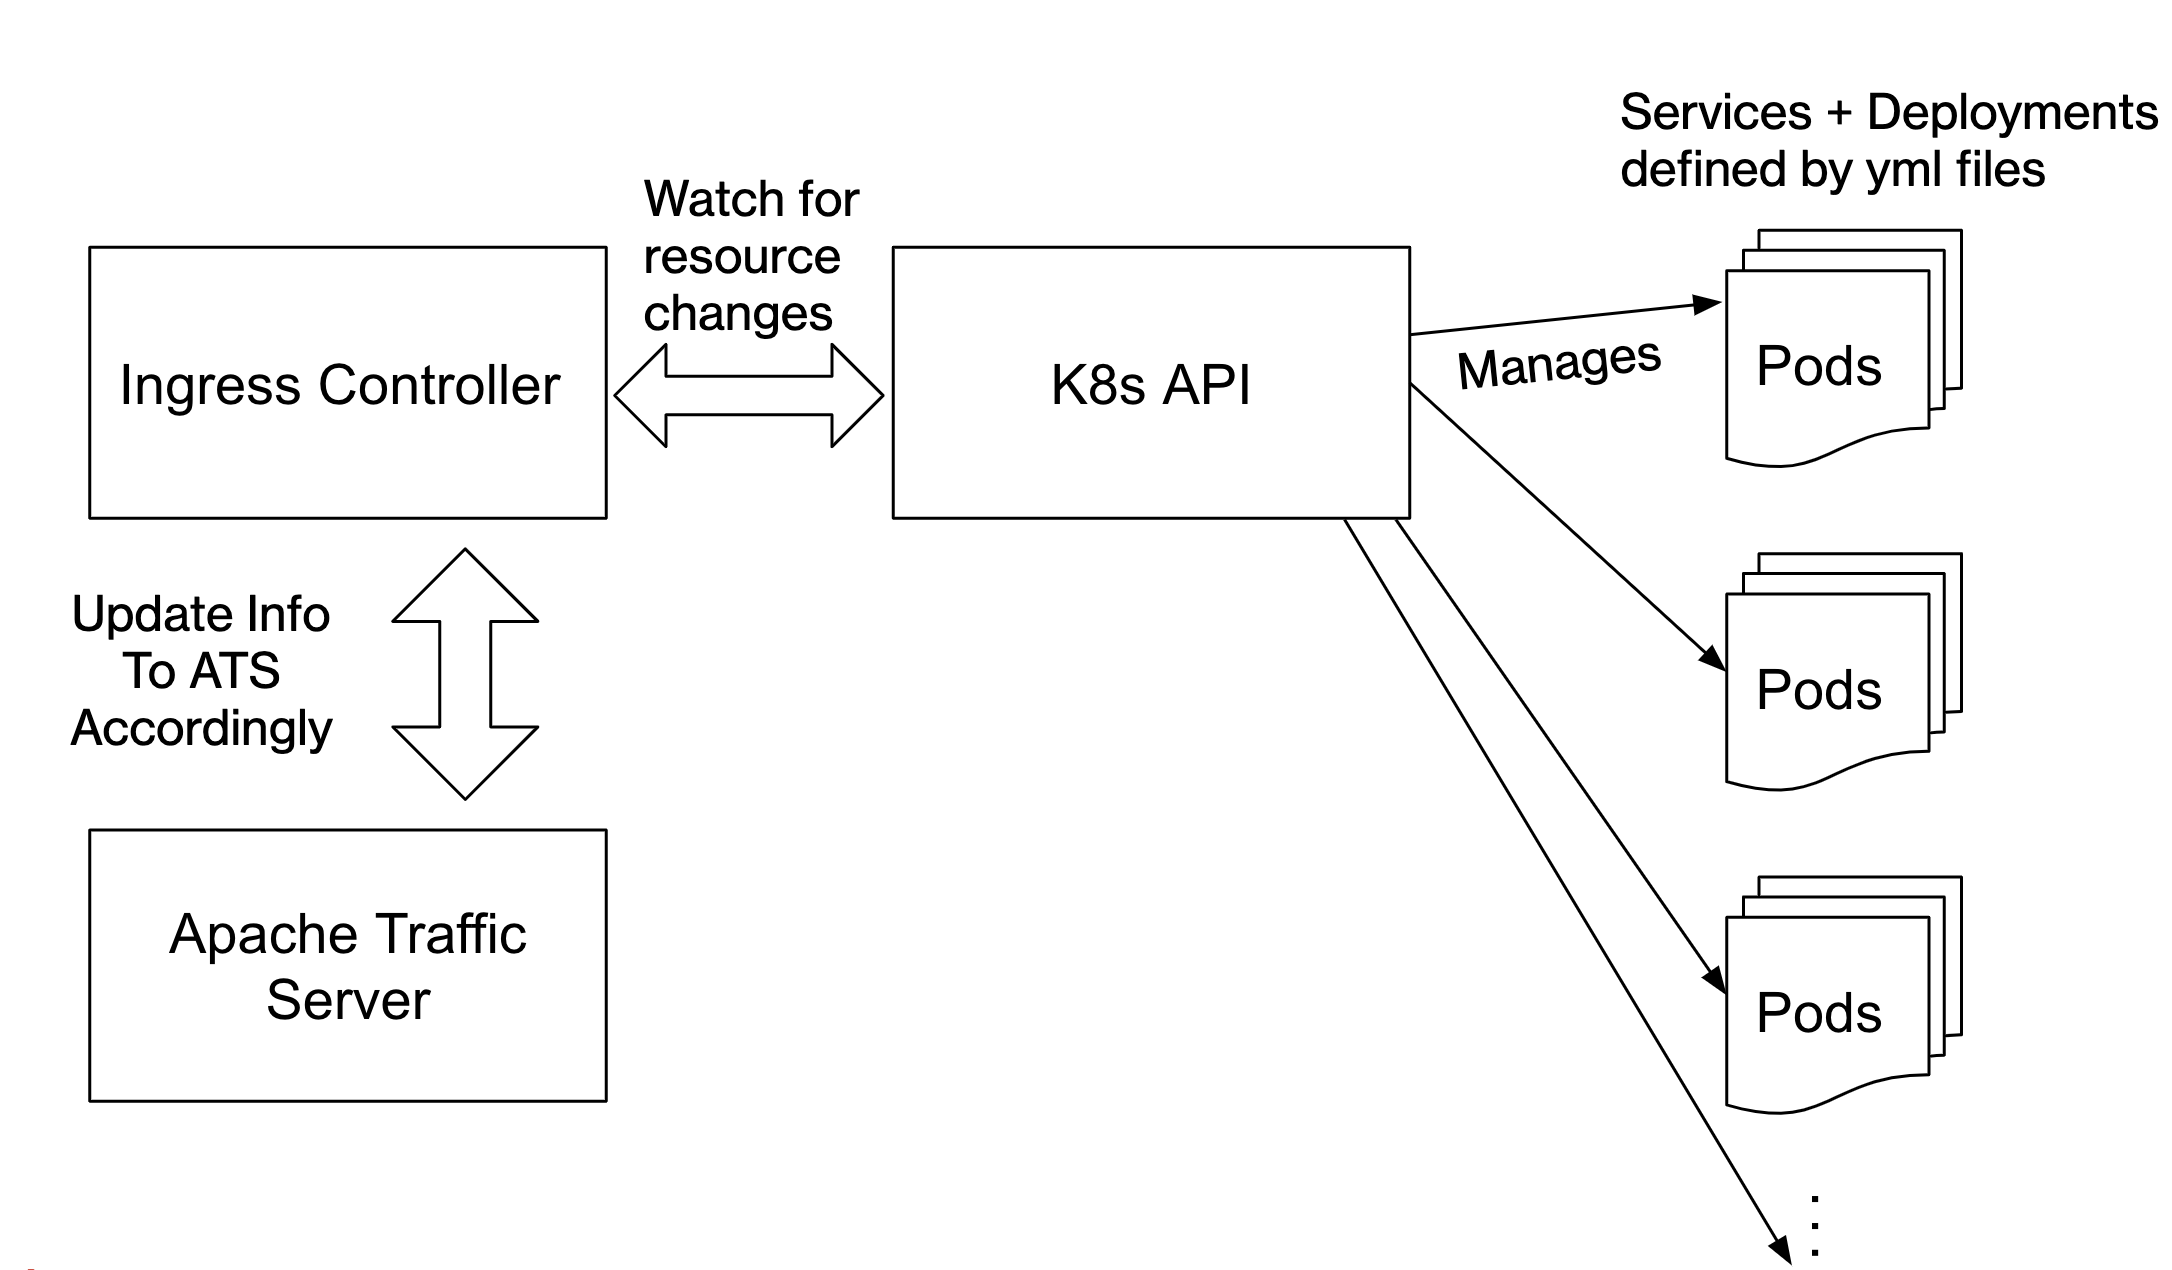 Services + Deployments
defined by yml files
Watch for
resource
changes
Ingress Controller
K8s API
Manages
Pods
Update Info
To ATS
Accordingly
Pods
Apache Traffic
Server
Pods